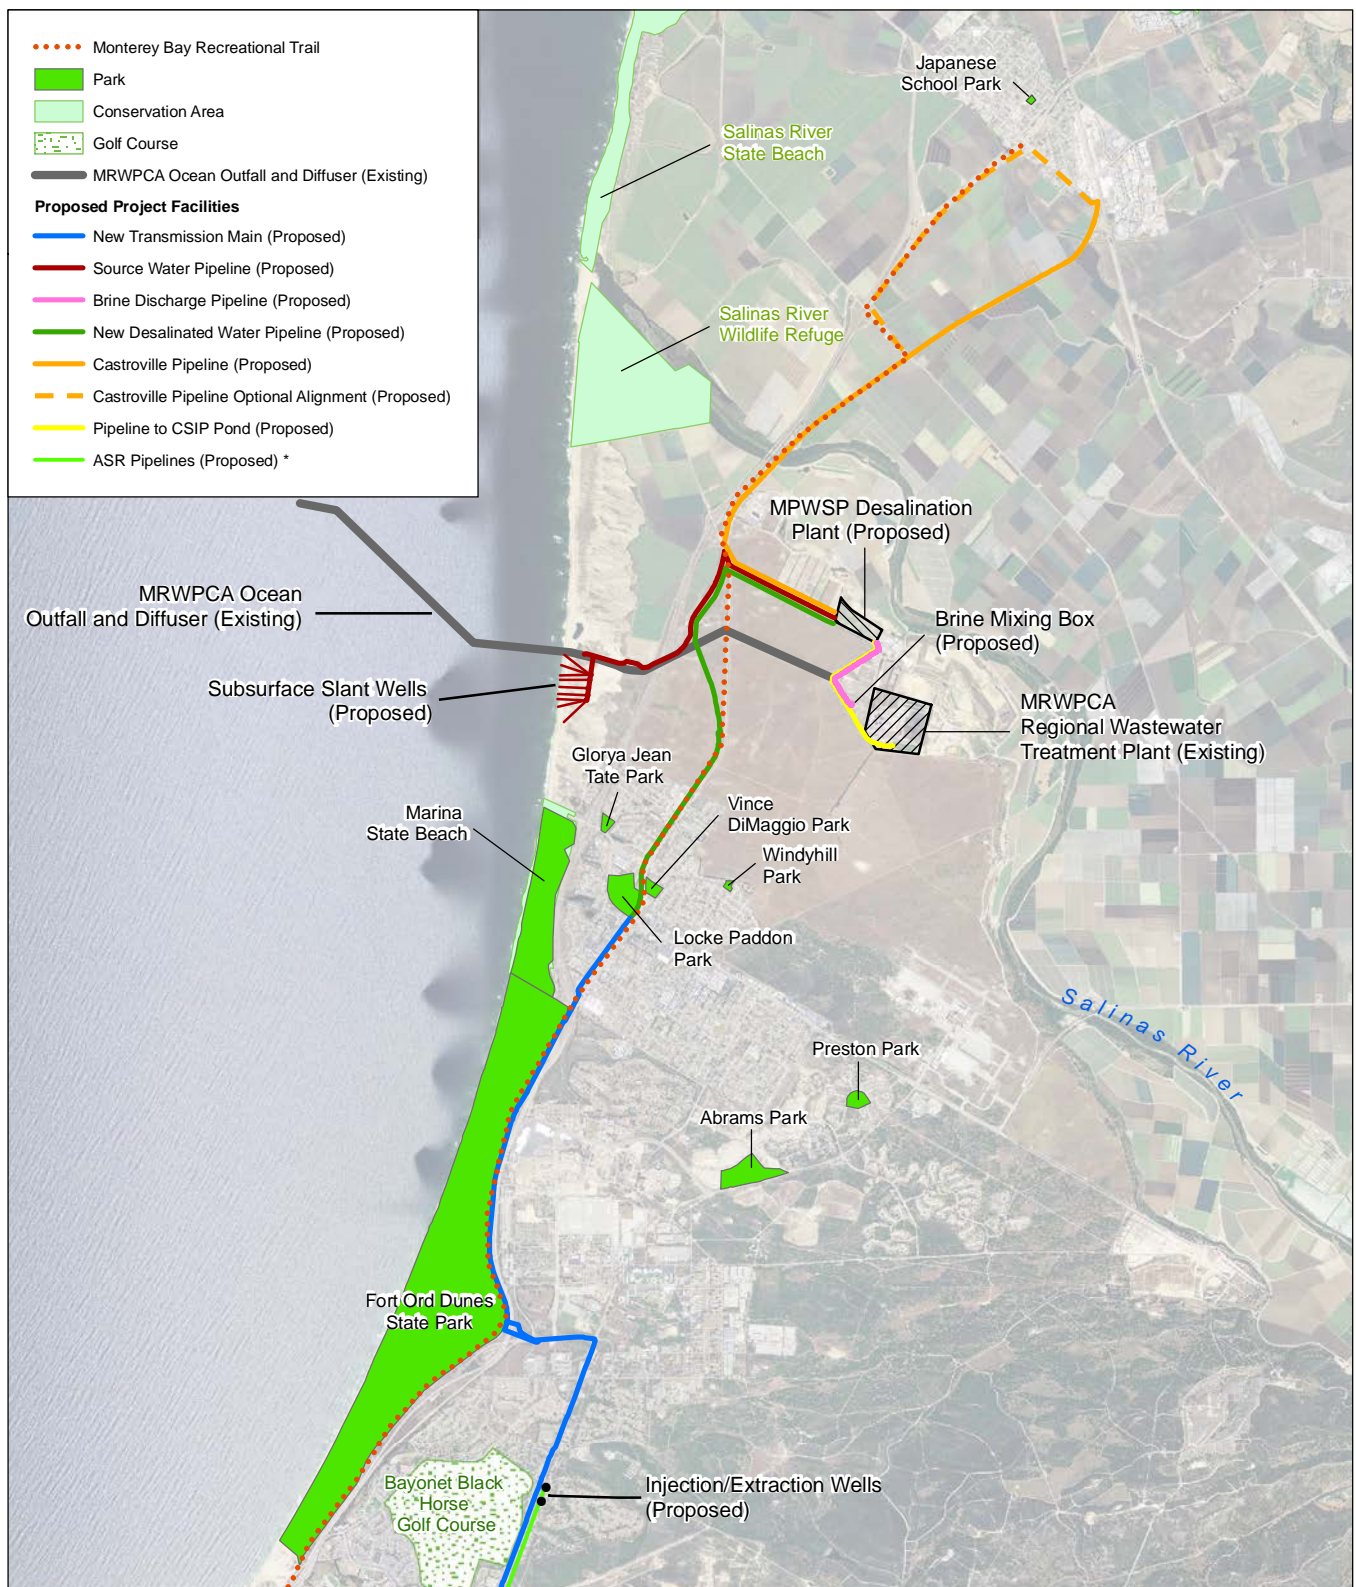 Monterey Bay Recreational Trail
Park
Conservation Area
Golf Course
MRWPCA Ocean Outfall and Diffuser (Existing)
Proposed Project Facilities
New Transmission Main (Proposed)
Source Water Pipeline (Proposed)
Brine Discharge Pipeline (Proposed)
New Desalinated Water Pipeline (Proposed)
Castroville Pipeline (Proposed)
Castroville Pipeline Optional Alignment (Proposed)
Pipeline to CSIP Pond (Proposed)
ASR Pipelines (Proposed) *
Japanese
School Park
Salinas River
State Beach
Salinas River
Wildlife Refuge
MPWSP Desalination
Plant (Proposed)
MRWPCA Ocean
Outfall and Diffuser (Existing)
Brine Mixing Box
(Proposed)
Subsurface Slant Wells
(Proposed)
MRWPCA
Regional Wastewater
Treatment Plant (Existing)
Glorya Jean
Tate Park
Marina
State Beach
Vince
DiMaggio Park
Windyhill
Park
Locke Paddon
Park
Salinas River
Preston Park
Abrams Park
Fort Ord Dunes
State Park
Bayonet Black
Horse
Golf Course
Injection/Extraction Wells
(Proposed)